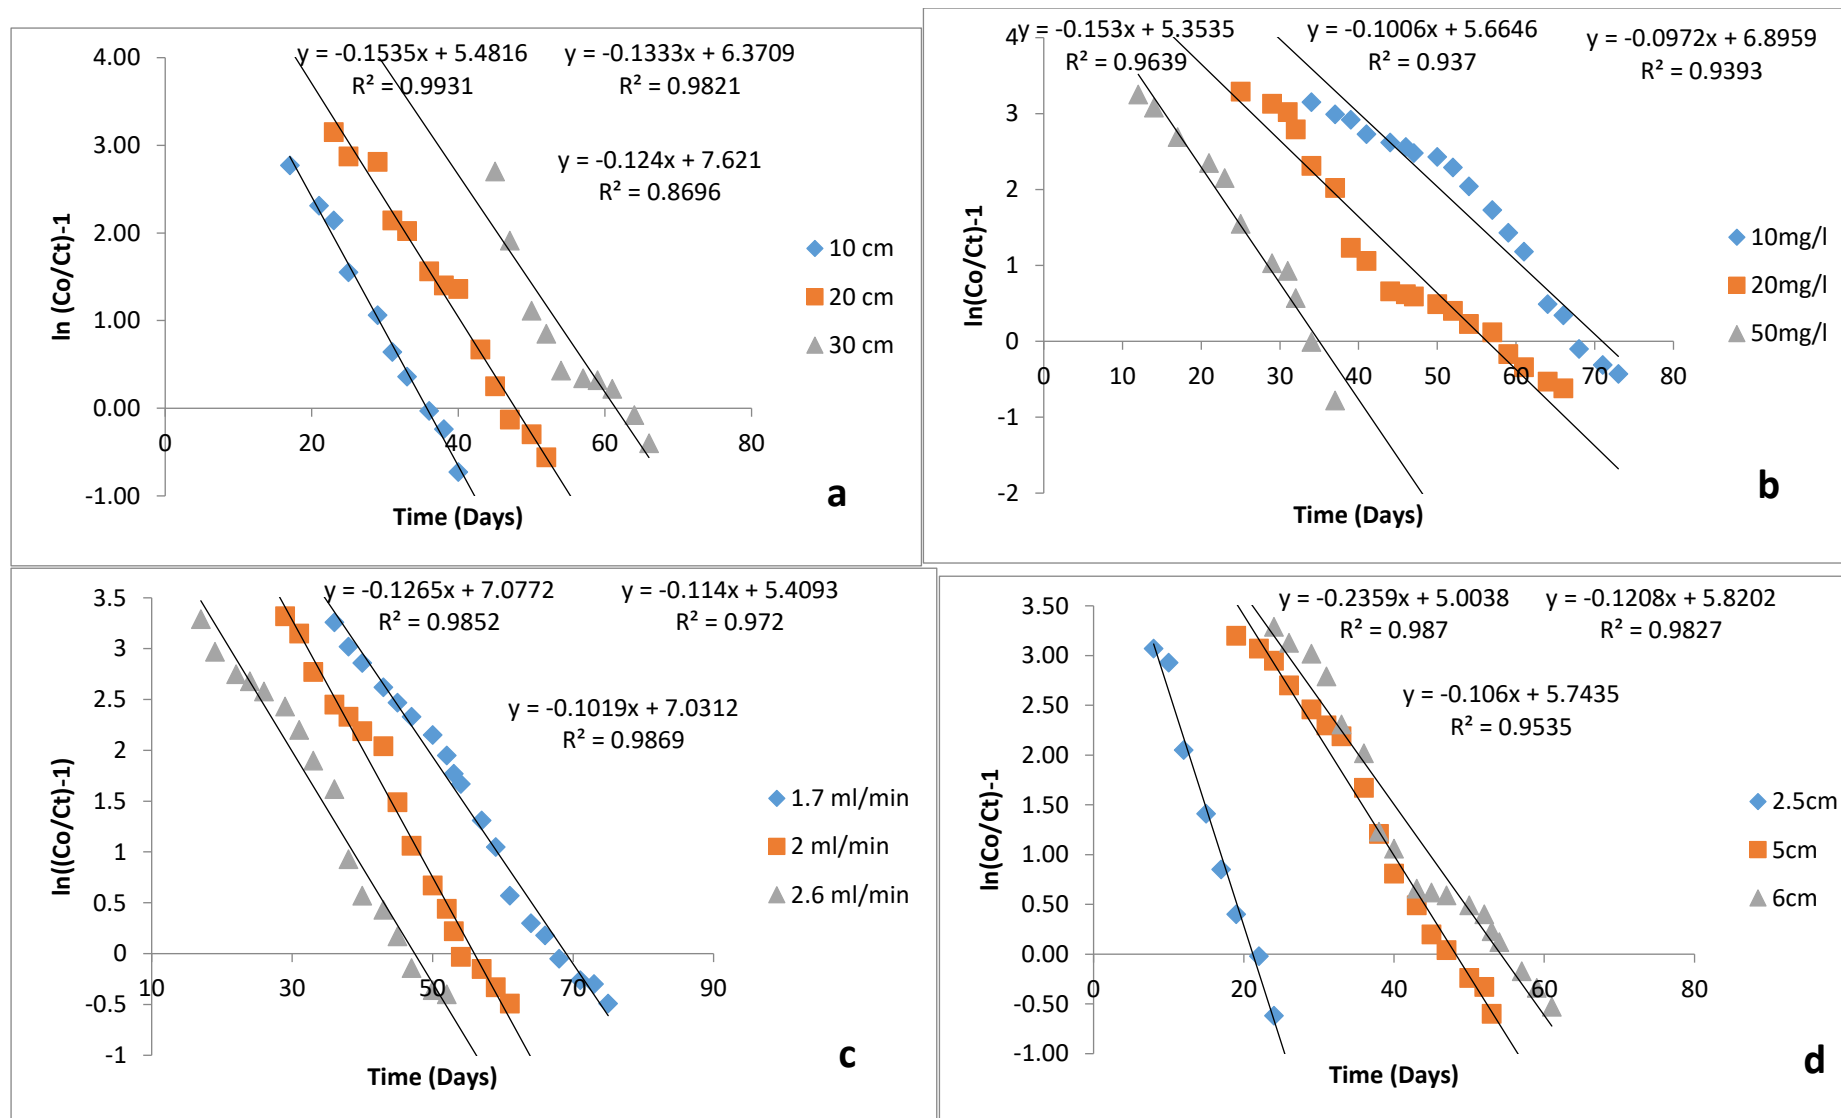 y = -0.1535x + 5.4816
R² = 0.9931
y = -0.1333x + 6.3709
R² = 0.9821
y = -0.124x + 7.621
R² = 0.8696
4.00
3.00
2.00
1.00
0.00
-1.00
0
20
40
60
80
ln (Co/Ct)-1
Time (Days)
10 cm
20 cm
30 cm
a
y = -0.153x + 5.3535
R² = 0.9639
y = -0.1006x + 5.6646
R² = 0.937
y = -0.0972x + 6.8959
R² = 0.9393
4
3
2
1
0
-1
-2
0
10
20
30
40
50
60
70
80
ln(Co/Ct)-1
Time (Days)
10mg/l
20mg/l
50mg/l
b
y = -0.1265x + 7.0772
R² = 0.9852
y = -0.114x + 5.4093
R² = 0.972
y = -0.1019x + 7.0312
R² = 0.9869
3.5
3
2.5
2
1.5
1
0.5
0
-0.5
-1
10
30
50
70
90
ln((Co/Ct)-1)
Time (Days)
1.7 ml/min
2 ml/min
2.6 ml/min
c
y = -0.2359x + 5.0038
R² = 0.987
y = -0.1208x + 5.8202
R² = 0.9827
y = -0.106x + 5.7435
R² = 0.9535
3.50
3.00
2.50
2.00
1.50
1.00
0.50
0.00
-0.50
-1.00
0
20
40
60
80
ln(Co/Ct)-1
Time (Days)
2.5cm
5cm
6cm
d